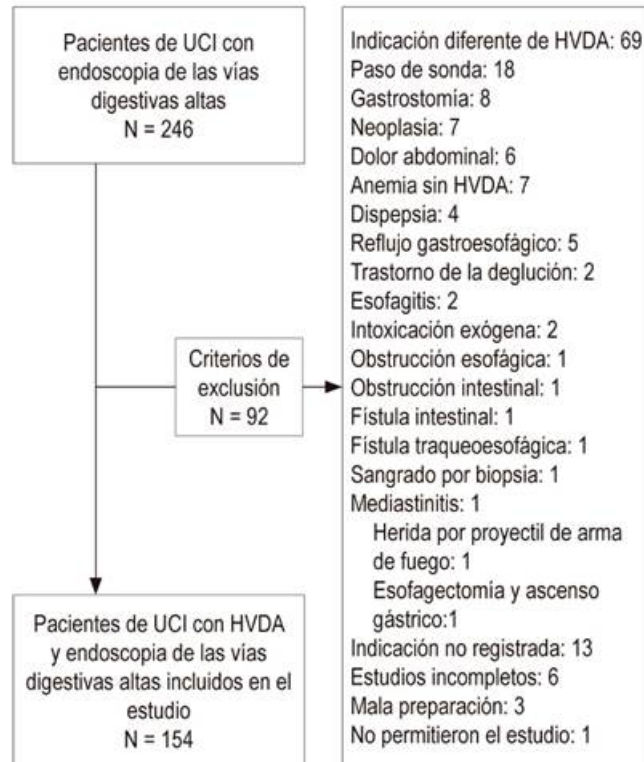 Pacientes de UCI con
endoscopia de las vías
digestivas altas
N = 246
Criterios de
exclusión
N = 92
Indicación diferente de HVDA: 69
Paso de sonda: 18
Gastrostomía: 8
Neoplasia: 7
Dolor abdominal: 6
Anemia sin HVDA: 7
Dispepsia: 4
Reflujo gastroesofágico: 5
Trastorno de la deglución: 2
Esofagitis: 2
Intoxicación exógena: 2
Obstrucción esofágica: 1
Obstrucción intestinal: 1
Fístula intestinal: 1
Fístula traqueoesofágica: 1
Sangrado por biopsia: 1
Mediastinitis: 1
Herida por proyectil de arma
de fuego: 1
Esofagectomía y ascenso
gástrico:1
Indicación no registrada: 13
Estudios incompletos: 6
Mala preparación: 3
No permitieron el estudio: 1
Pacientes de UCI con HVDA
y endoscopia de las vías
digestivas altas incluidos en el
estudio
N = 154